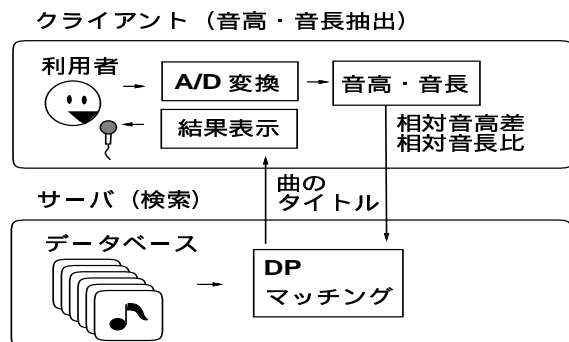 クライアント（音高・音長抽出）
利用者
A/D 変換
音高・音長
結果表示
相対音高差
相対音長比
曲の
タイトル
サーバ（検索）
データベース
DP
マッチング